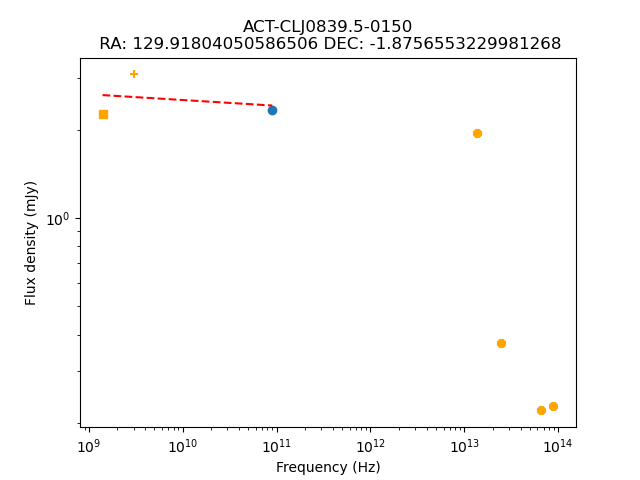 ACT-CLJ0839.5-0150
RA: 129.91804050586506 DEC: -1.8756553229981268
Flux density (mJy)
10⁰
10⁹ 10¹⁰ 10¹¹ 10¹² 10¹³ 10¹⁴
Frequency (Hz)